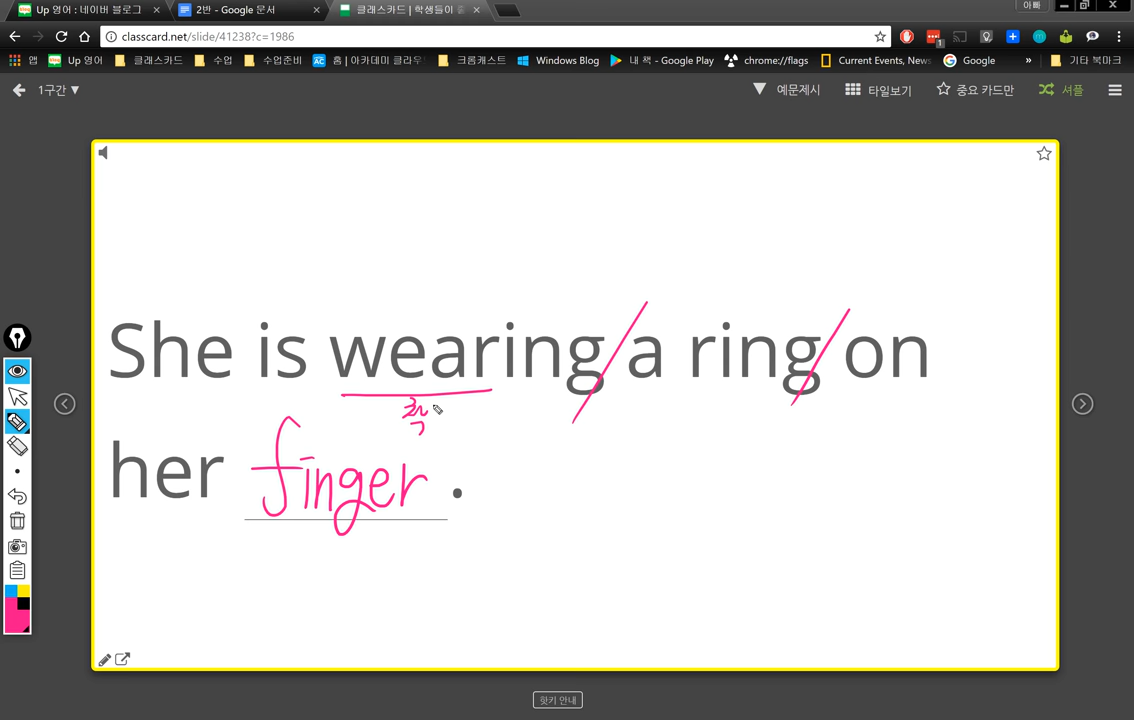 Up 영어 : 네이버 블로그
2반 - Google 문서
클래스카드 | 학생들이
아빠
classcard.net/slide/41238?c=1986
1
앱
Up 영어
클래스카드
수업
수업준비
AC
홈 | 아카데미 클라우
크롬캐스트
Windows Blog
내 책 - Google Play
chrome://flags
Current Events, News
Google
»
기타 북마크
1구간 ▼
▼ 예문제시
타일보기
중요 카드만
셔플
She is wearing / a ring / on
착
her finger .
핫키 안내